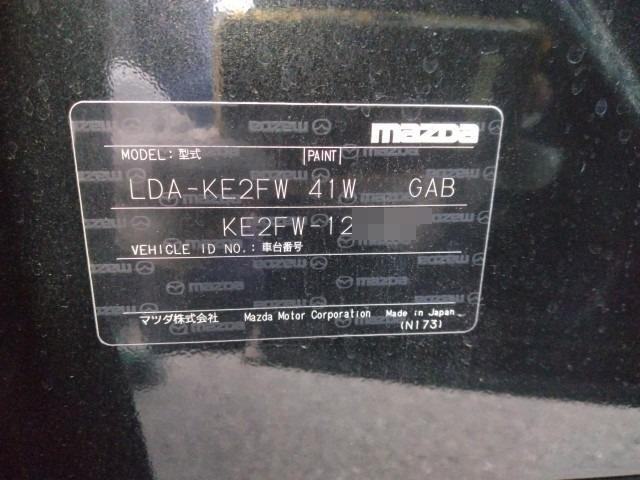 mazda
MODEL: 型式 PAINT
LDA-KE2FW 41W GAB
KE2FW-12
VEHICLE ID NO.: 車台番号
マツダ株式会社 Mazda Motor Corporation Made in Japan
(N173)